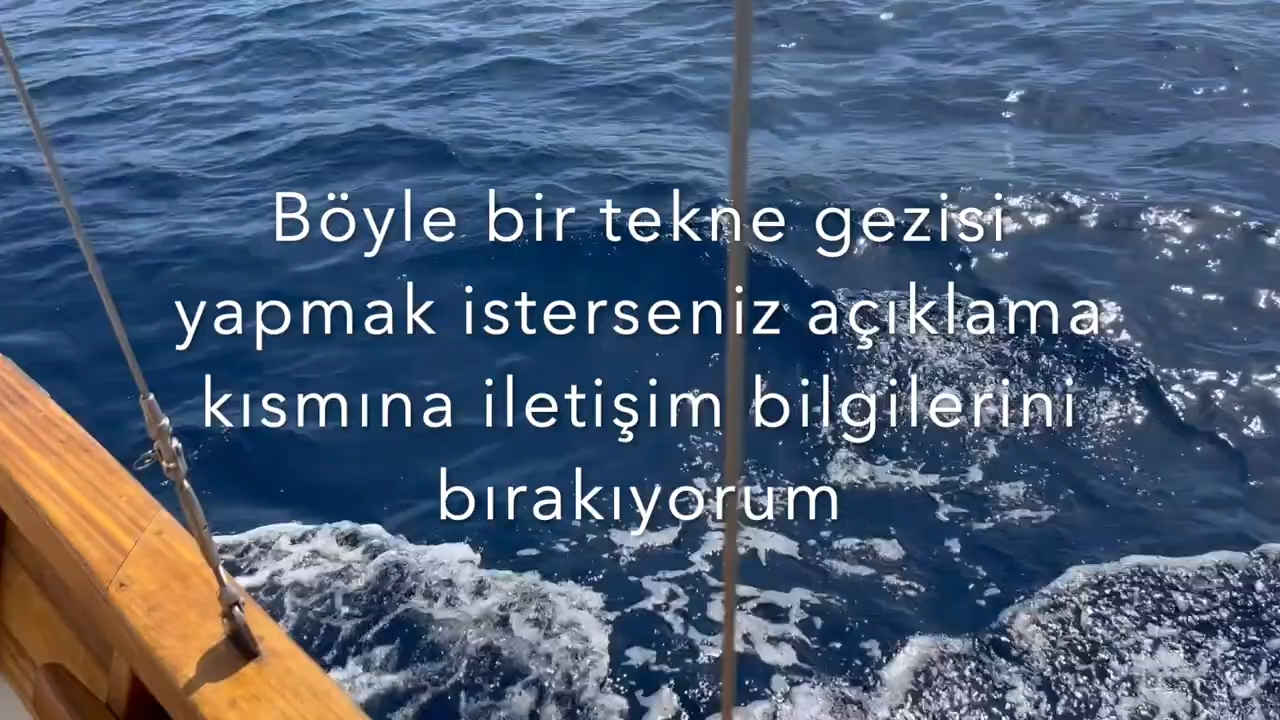 Böyle bir tekne gezisi
yapmak isterseniz açıklama
kısmına iletişim bilgilerini
bırakıyorum